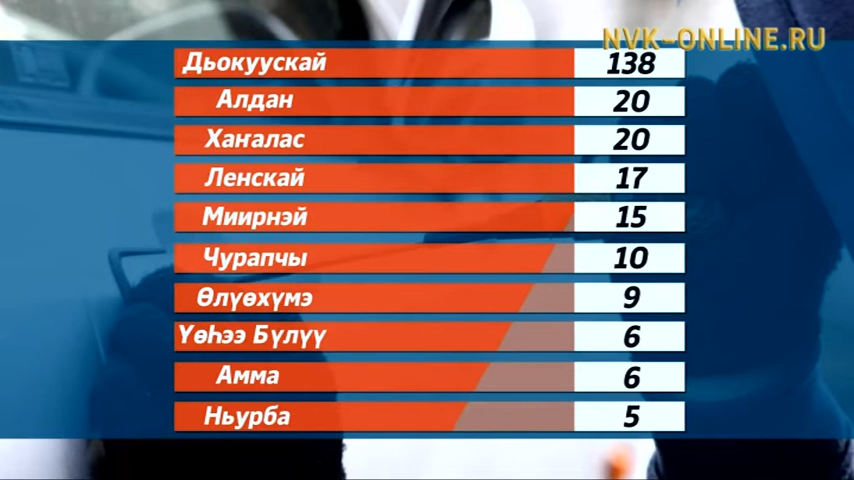 NVK-ONLINE.RU
Дьокуускай 138
Алдан 20
Хаҥалас 20
Ленскай 17
Миирнэй 15
Чурапчы 10
Өлүөхүмэ 9
Үөһээ Бүлүү 6
Амма 6
Ньурба 5